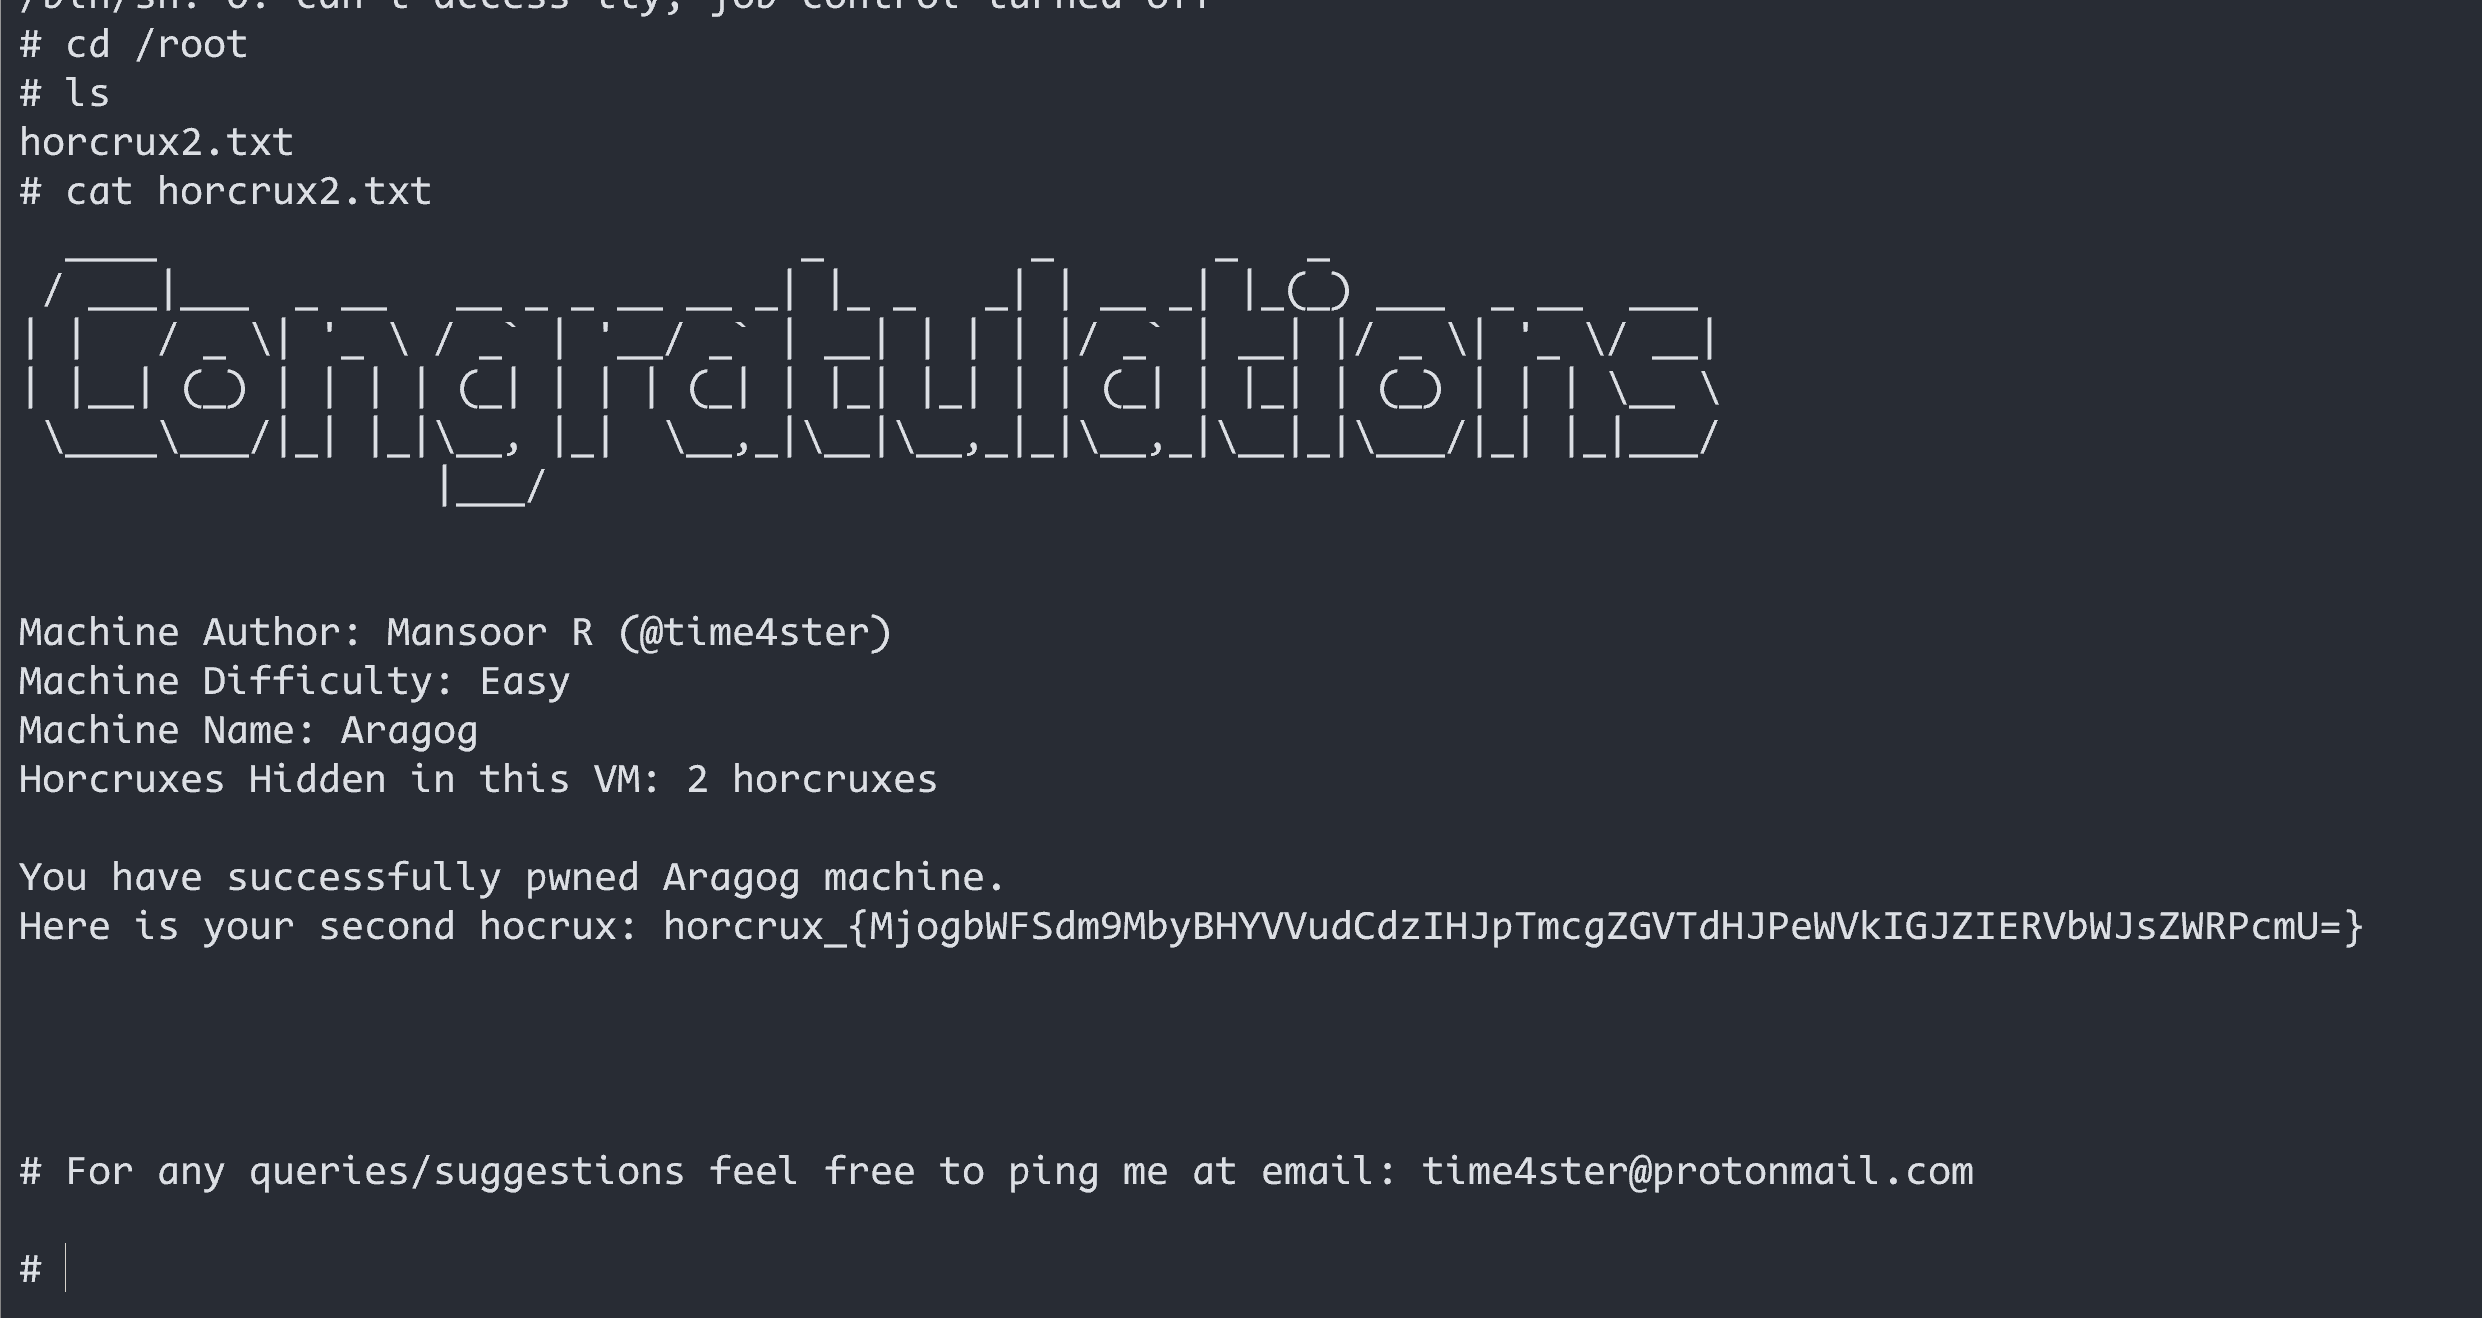 /bin/sh: 0: can't access tty; job control turned off
# cd /root
# ls
horcrux2.txt
# cat horcrux2.txt
Congratulations
Machine Author: Mansoor R (@time4ster)
Machine Difficulty: Easy
Machine Name: Aragog
Horcruxes Hidden in this VM: 2 horcruxes
You have successfully pwned Aragog machine.
Here is your second hocrux: horcrux_{MjogbWFSdm9MbyBHYVVudCdzIHJpTmcgZGVTdHJPeWVkIGJZIERVbWJsZWRPcmU=}
# For any queries/suggestions feel free to ping me at email: time4ster@protonmail.com
#